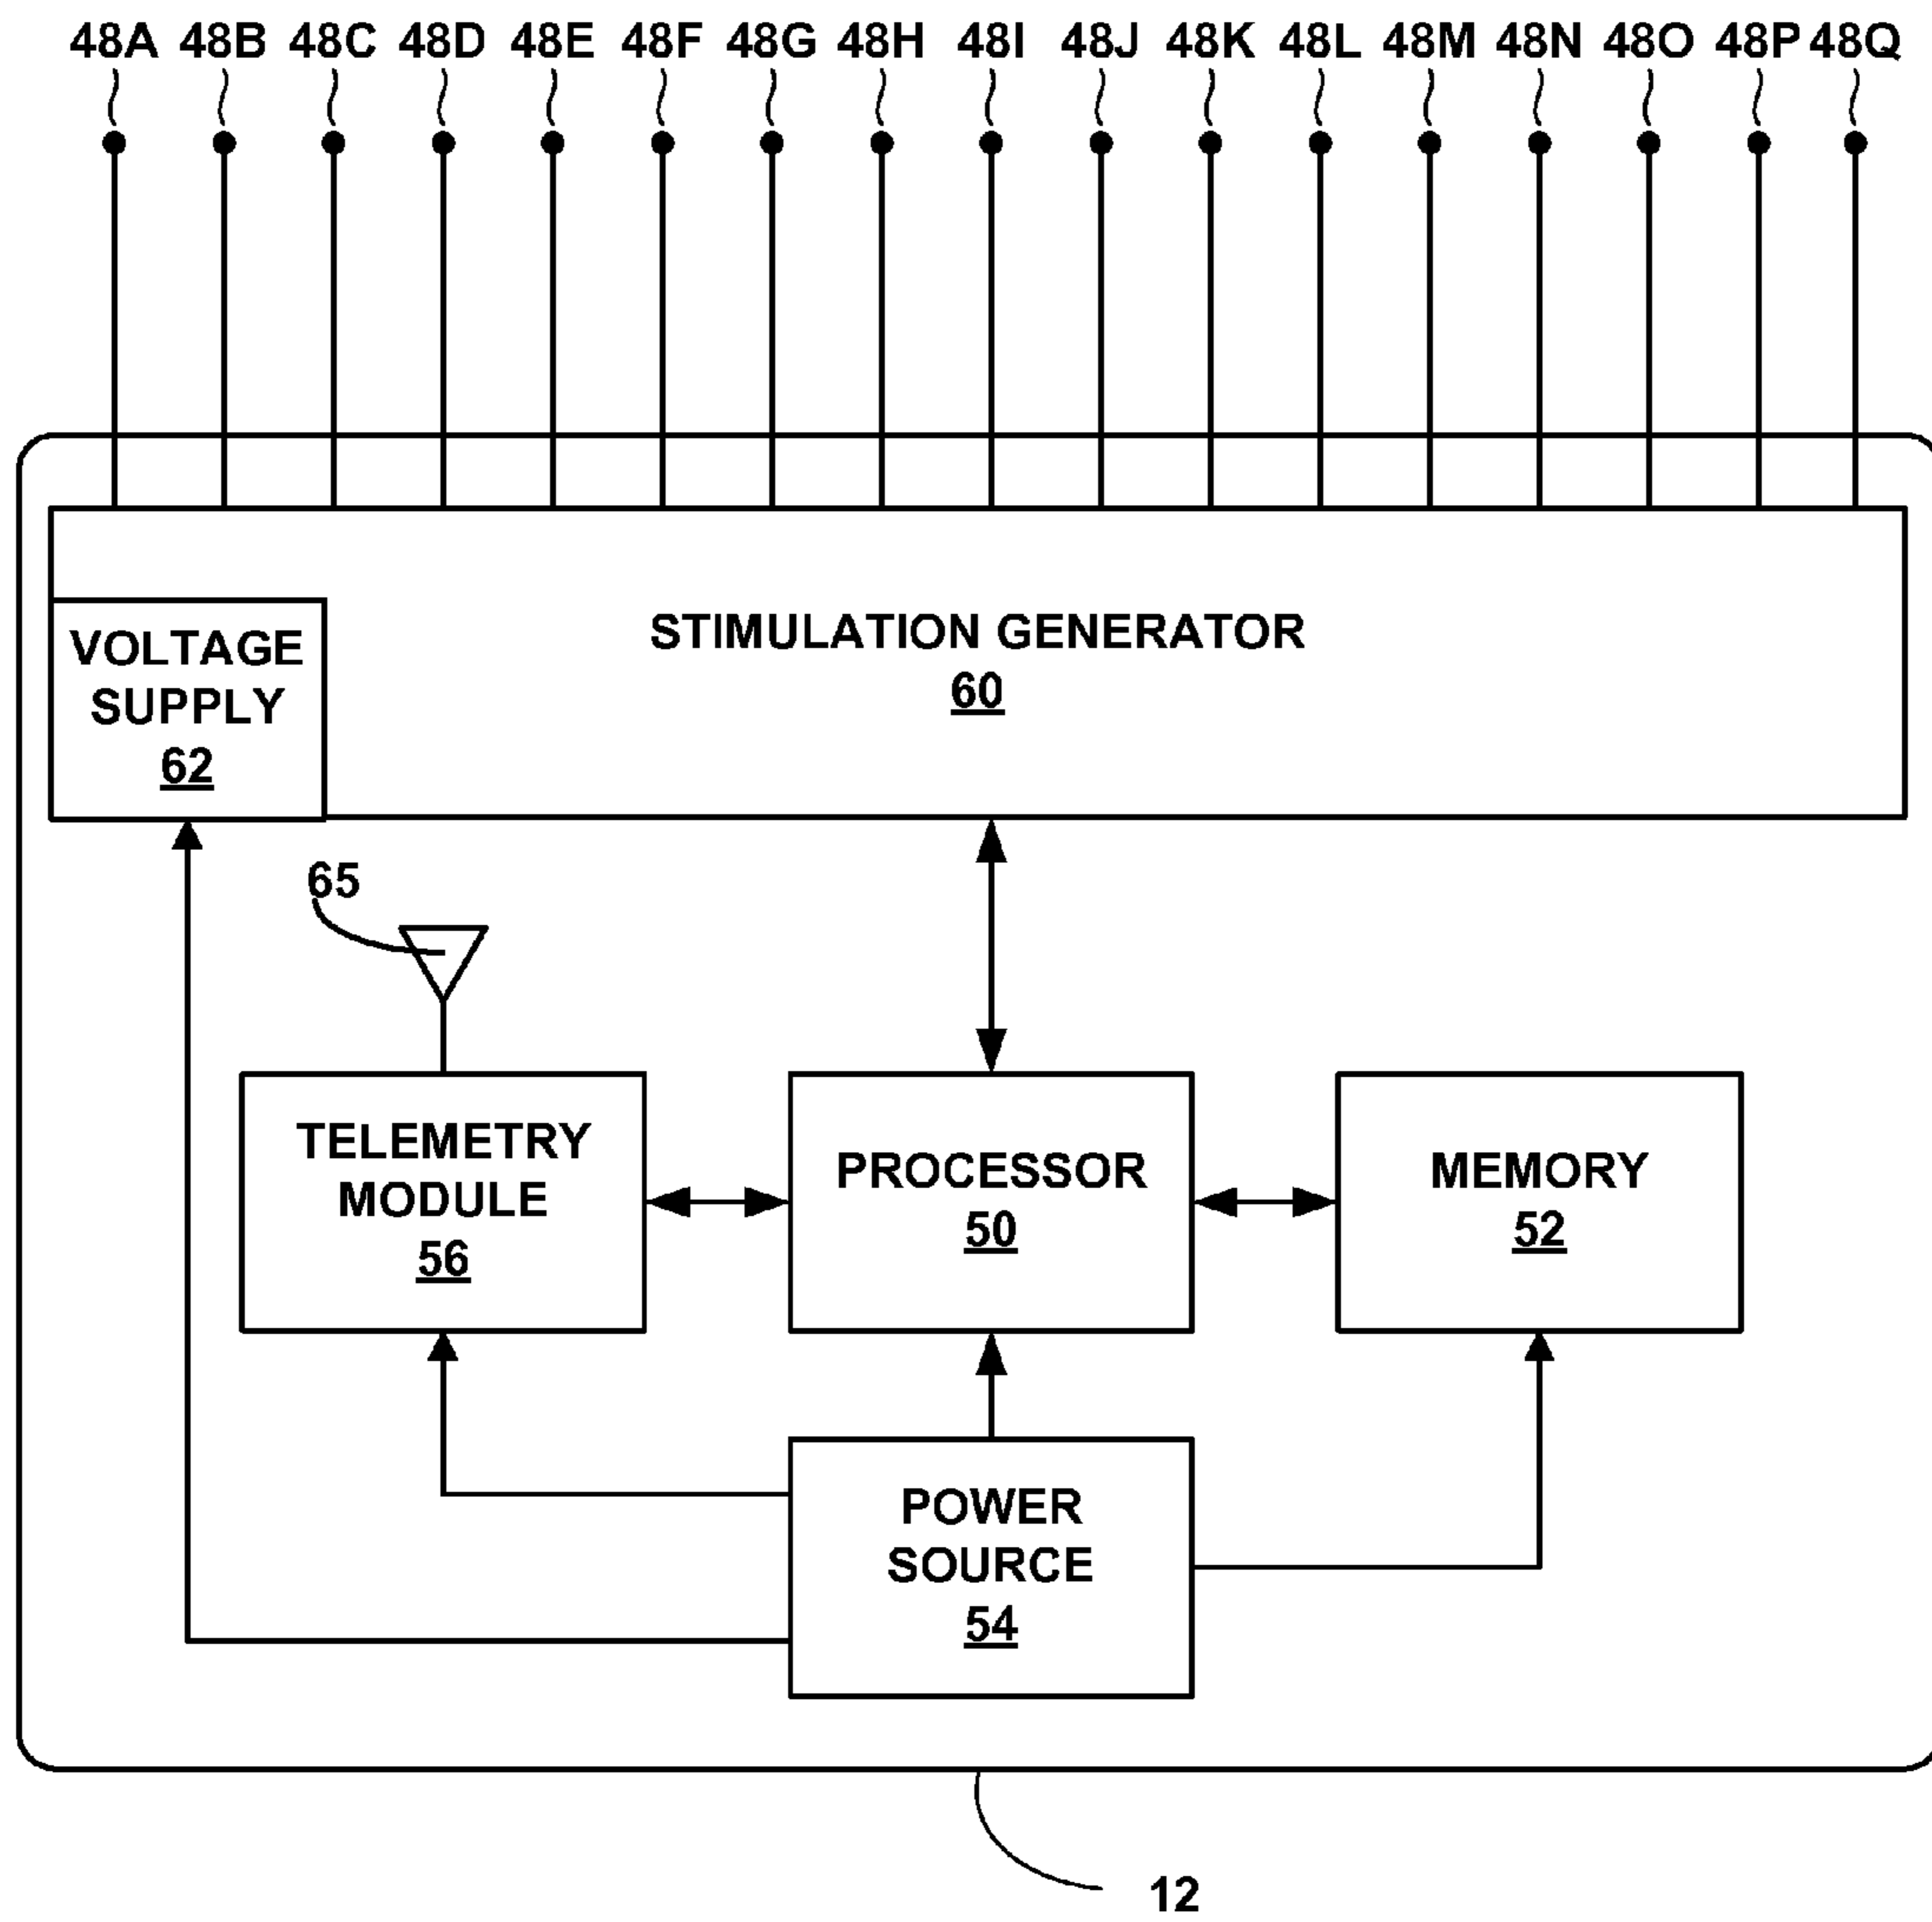 48A 48B 48C 48D 48E 48F 48G 48H 48I 48J 48K 48L 48M 48N 48O 48P 48Q
STIMULATION GENERATOR
60
VOLTAGE
SUPPLY
62
65
TELEMETRY
MODULE
56
PROCESSOR
50
MEMORY
52
POWER
SOURCE
54
12